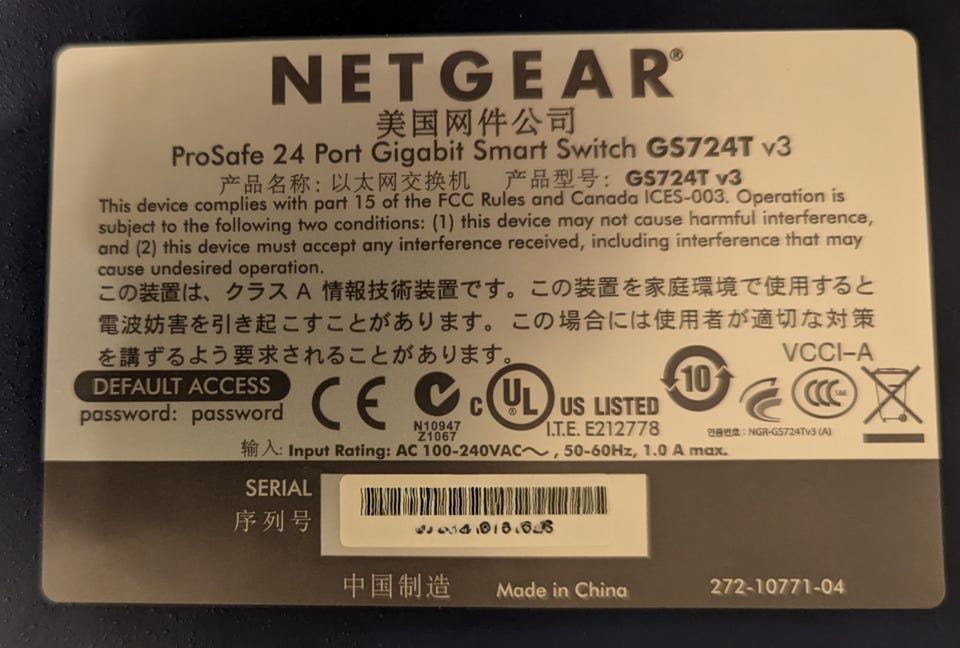 NETGEAR®
美国网件公司
ProSafe 24 Port Gigabit Smart Switch GS724T v3
产品名称：以太网交换机 产品型号：GS724T v3
This device complies with part 15 of the FCC Rules and Canada ICES-003. Operation is
subject to the following two conditions: (1) this device may not cause harmful interference,
and (2) this device must accept any interference received, including interference that may
cause undesired operation.
この装置は、クラス A 情報技術装置です。この装置を家庭環境で使用すると
電波妨害を引き起こすことがあります。この場合には使用者が適切な対策
を講ずるよう要求されることがあります。
VCCI-A
DEFAULT ACCESS
password: password
CE
N10947
Z1067
C UL® US LISTED
I.T.E. E212778
10
CCC S&E
인증번호 : NGR-GS724Tv3 (A)
输入: Input Rating: AC 100-240VAC～, 50-60Hz, 1.0 A max.
SERIAL
序列号
中国制造 Made in China 272-10771-04